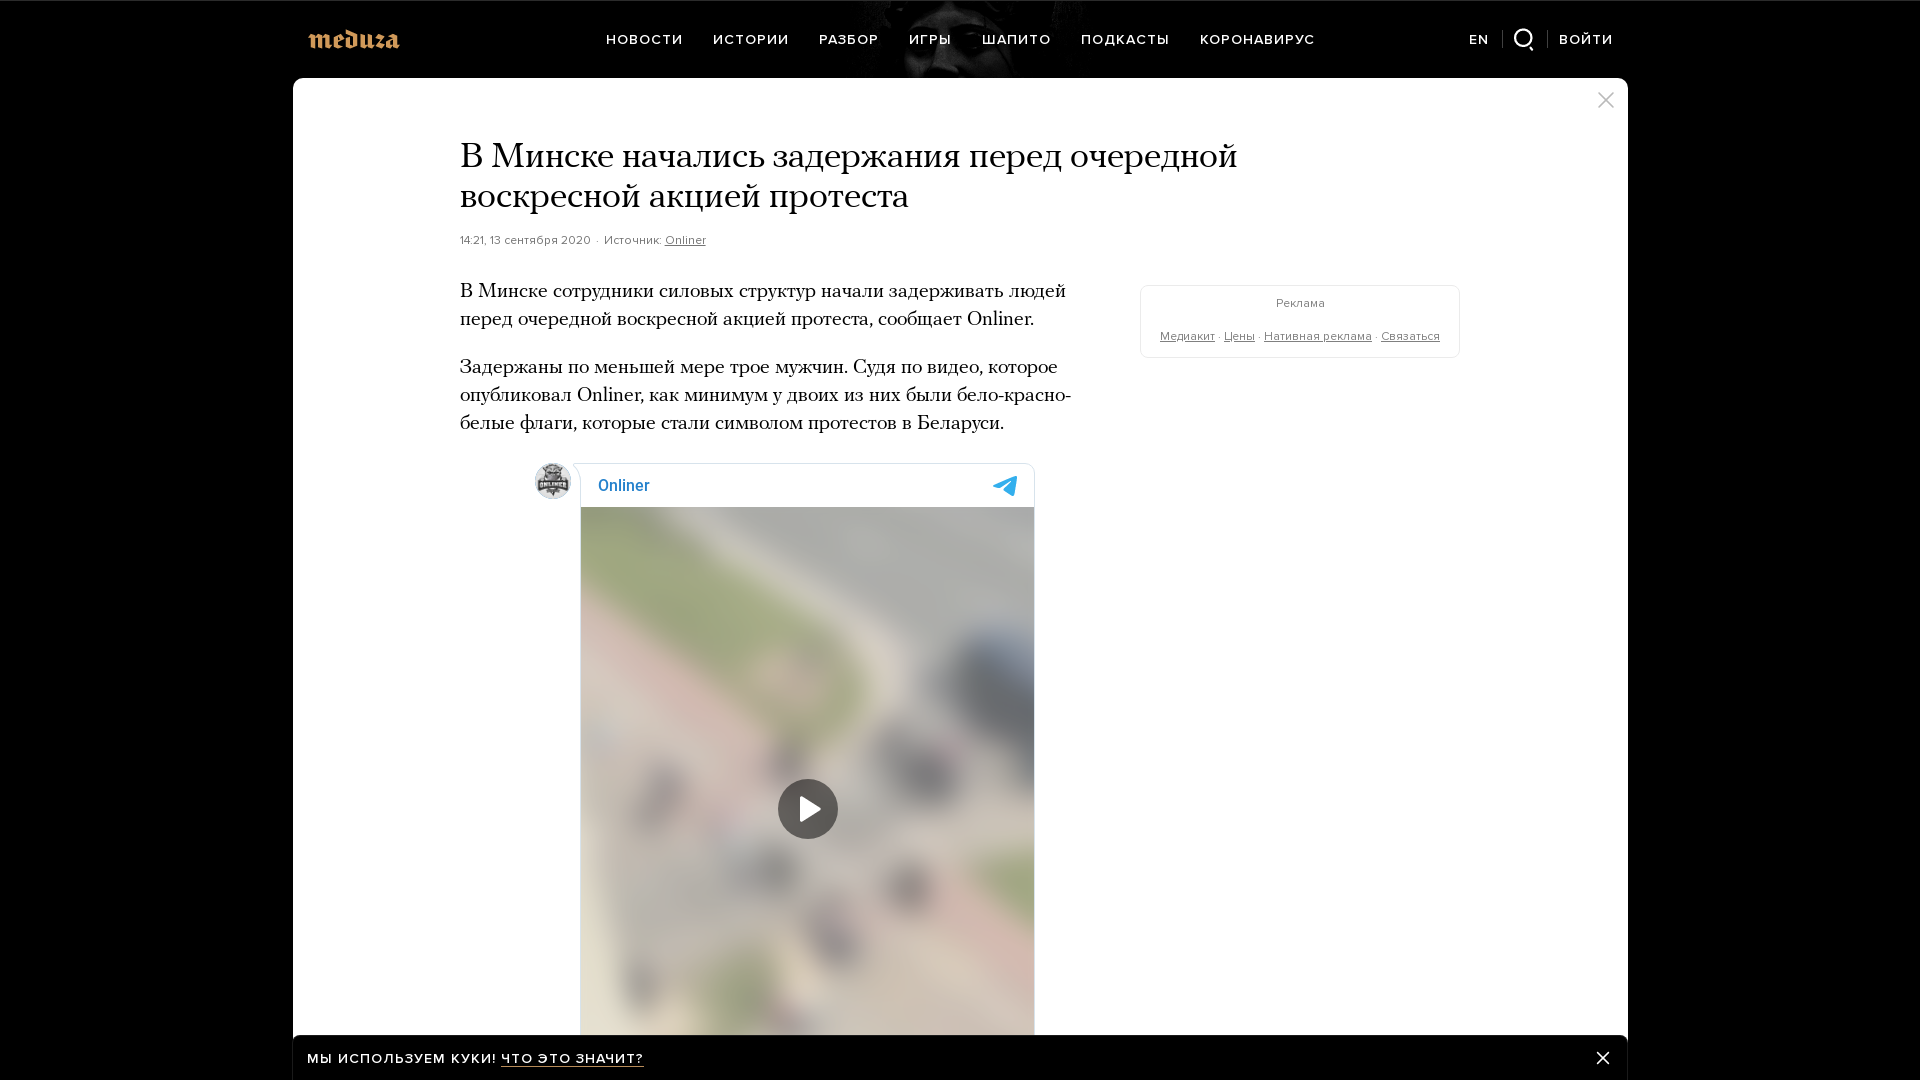 meduza
НОВОСТИ ИСТОРИИ РАЗБОР ИГРЫ ШАПИТО ПОДКАСТЫ КОРОНАВИРУС
EN ВОЙТИ
В Минске начались задержания перед очередной
воскресной акцией протеста
14:21, 13 сентября 2020 · Источник: Onliner
В Минске сотрудники силовых структур начали задерживать людей
перед очередной воскресной акцией протеста, сообщает Onliner.
Реклама
Медиакит · Цены · Нативная реклама · Связаться
Задержаны по меньшей мере трое мужчин. Судя по видео, которое
опубликовал Onliner, как минимум у двоих из них были бело-красно-
белые флаги, которые стали символом протестов в Беларуси.
ONLINER
Onliner
МЫ ИСПОЛЬЗУЕМ КУКИ! ЧТО ЭТО ЗНАЧИТ?